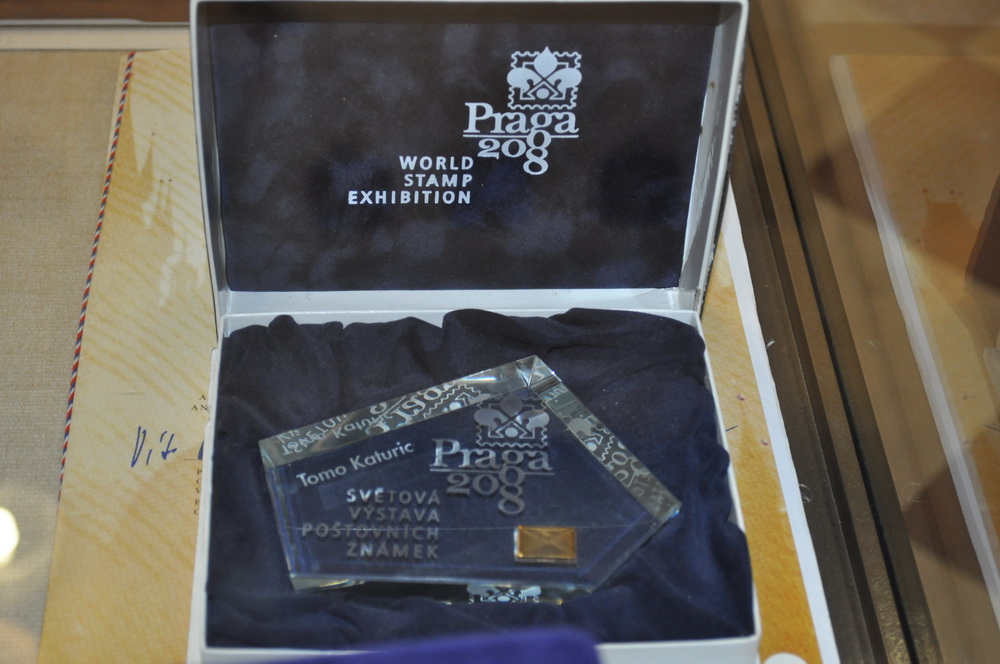 Praga
2008
WORLD
STAMP
EXHIBITION
Tomo Katuric
Praga
2008
SVĚTOVÁ
VÝSTAVA
POŠTOVNÍCH
ZNÁMEK